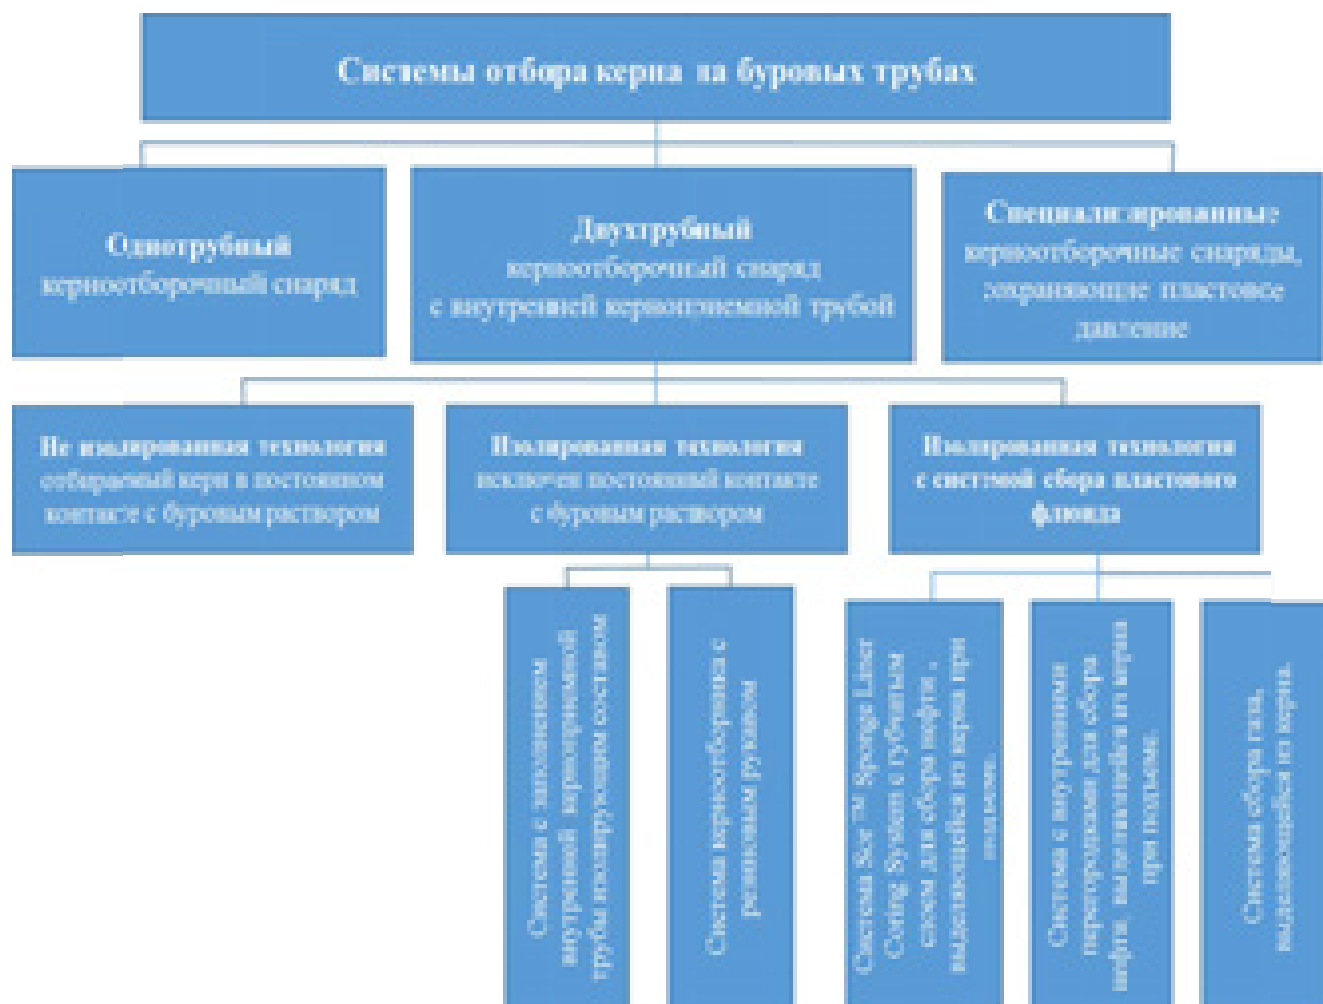 Системы отбора керна на буровых трубах
Однотрубный
керноотборочный снаряд
Двухтрубный
керноотборочный снаряд
с внутренней керноприемной трубой
Специализированные
керноотборочные снаряды,
сохраняющие пластовое
давление
Не изолированная технология
отбираемый керн в постоянном
контакте с буровым раствором
Изолированная технология
исключен постоянный контакте
с буровым раствором
Изолированная технология
с системой сбора пластового
флюида
Система с заполнением
внутренней керноприемной
трубы изолирующим составом
Система керноотборника с
резиновым рукавом
Система Sor™ Sponge Liner
Coring System с губчатым
слоем для сбора нефти ,
выделяющейся из керна при
подъеме.
Система с внутренними
перегородками для сбора
нефти, выделяющейся из керна
при подъеме.
Система сбора газа,
выделяющейся из керна.